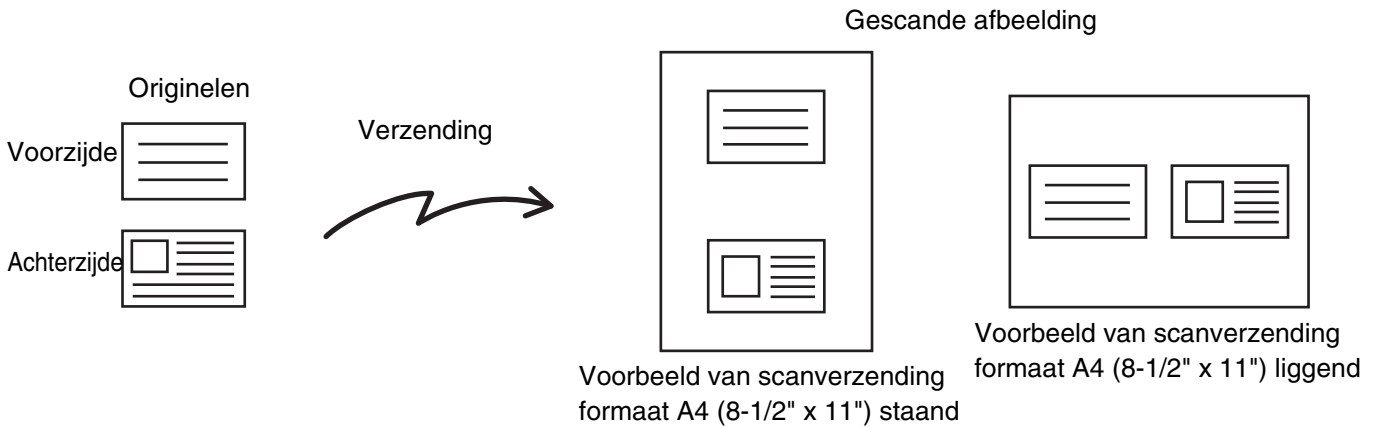 Gescande afbeelding
Originelen
Voorzijde
Verzending
Achterzijde
Voorbeeld van scanverzending
formaat A4 (8-1/2" x 11") staand
Voorbeeld van scanverzending
formaat A4 (8-1/2" x 11") liggend